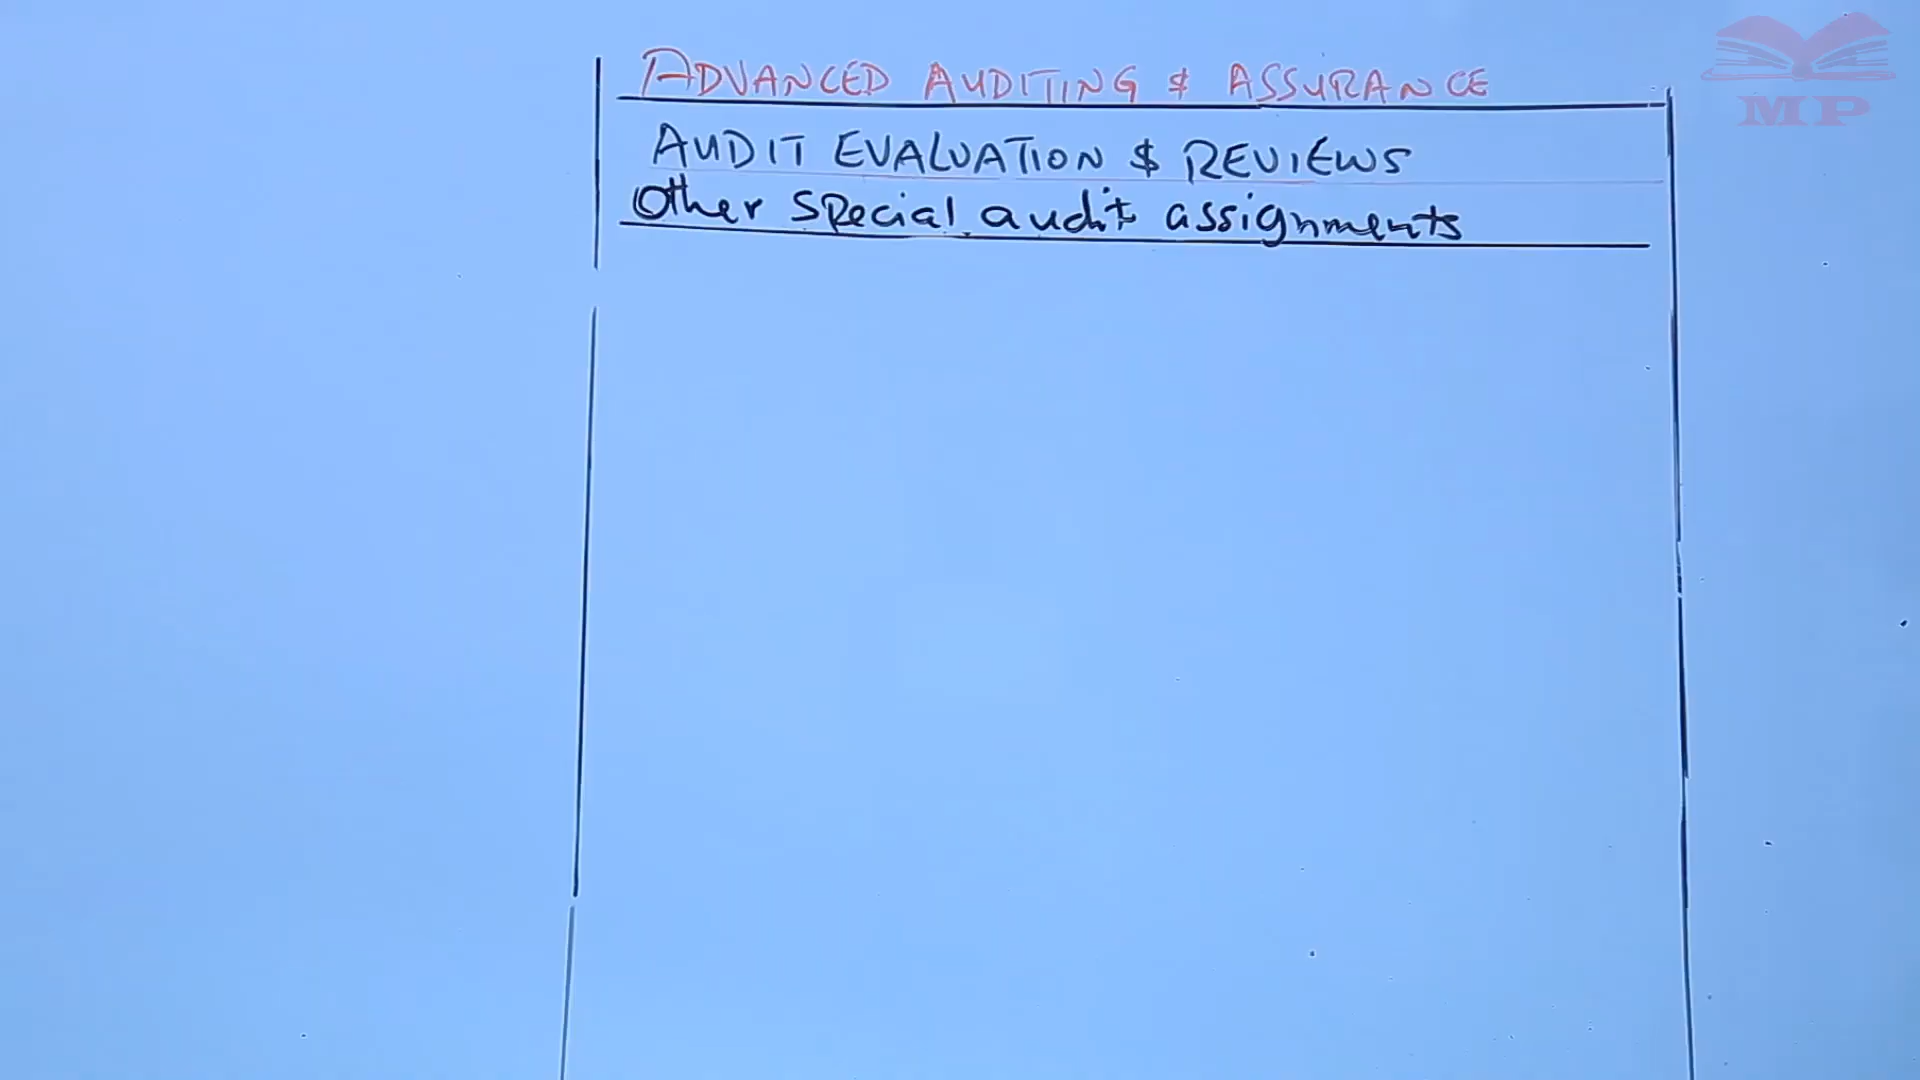 ADVANCED AUDITING & ASSURANCE
AUDIT EVALUATION & REVIEWS
Other special audit assignments
MP